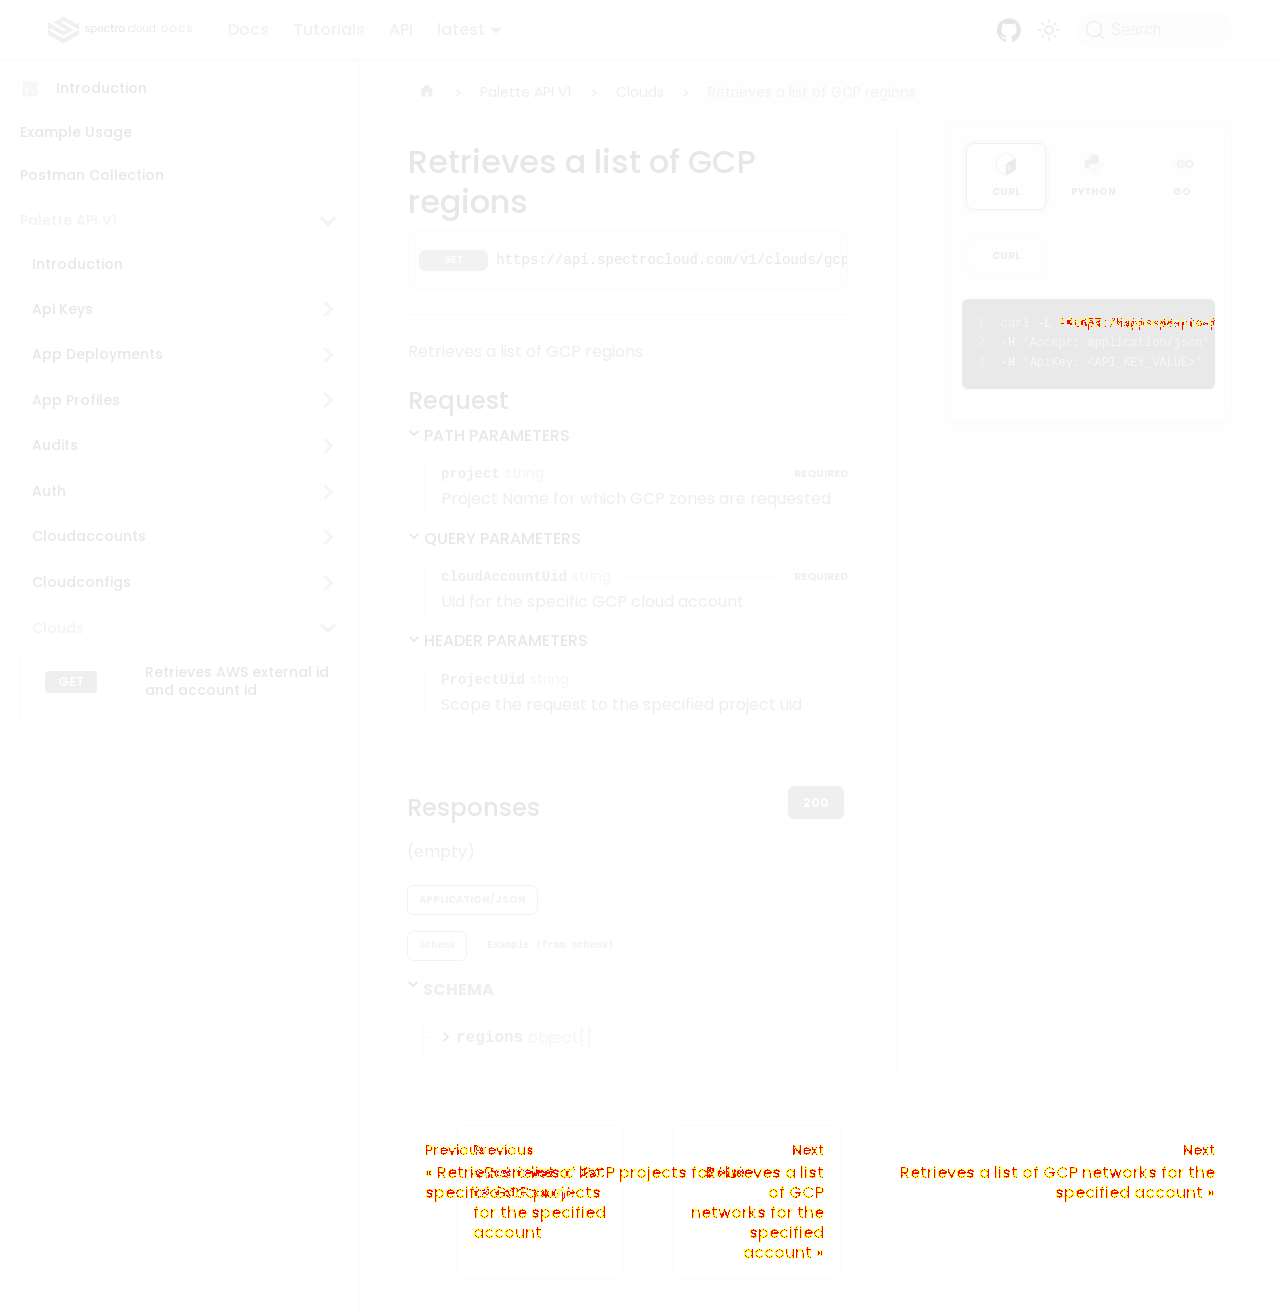 spectro cloud DOCS Docs Tutorials API latest Search
Introduction
Example Usage
Postman Collection
Palette API V1
Introduction
Api Keys
App Deployments
App Profiles
Audits
Auth
Cloudaccounts
Cloudconfigs
Clouds
GET Retrieves AWS external id
and account id
Palette API V1 Clouds Retrieves a list of GCP regions
Retrieves a list of GCP
regions
GET https://api.spectrocloud.com/v1/clouds/gcp
Retrieves a list of GCP regions
Request
PATH PARAMETERS
project string REQUIRED
Project Name for which GCP zones are requested
QUERY PARAMETERS
cloudAccountUid string REQUIRED
Uid for the specific GCP cloud account
HEADER PARAMETERS
ProjectUid string
Scope the request to the specified project uid
Responses 200
(empty)
APPLICATION/JSON
Schema Example (from schema)
SCHEMA
regions object[]
CURL PYTHON GO
CURL
1 curl -L
2 -H 'Accept: application/json'
3 -H 'ApiKey: <API_KEY_VALUE>'
Previous Previous
for the specified
account
Next
Retrieves a list
of GCP
networks for the
specified
account »
Next
Retrieves a list of GCP networks for the
specified account »